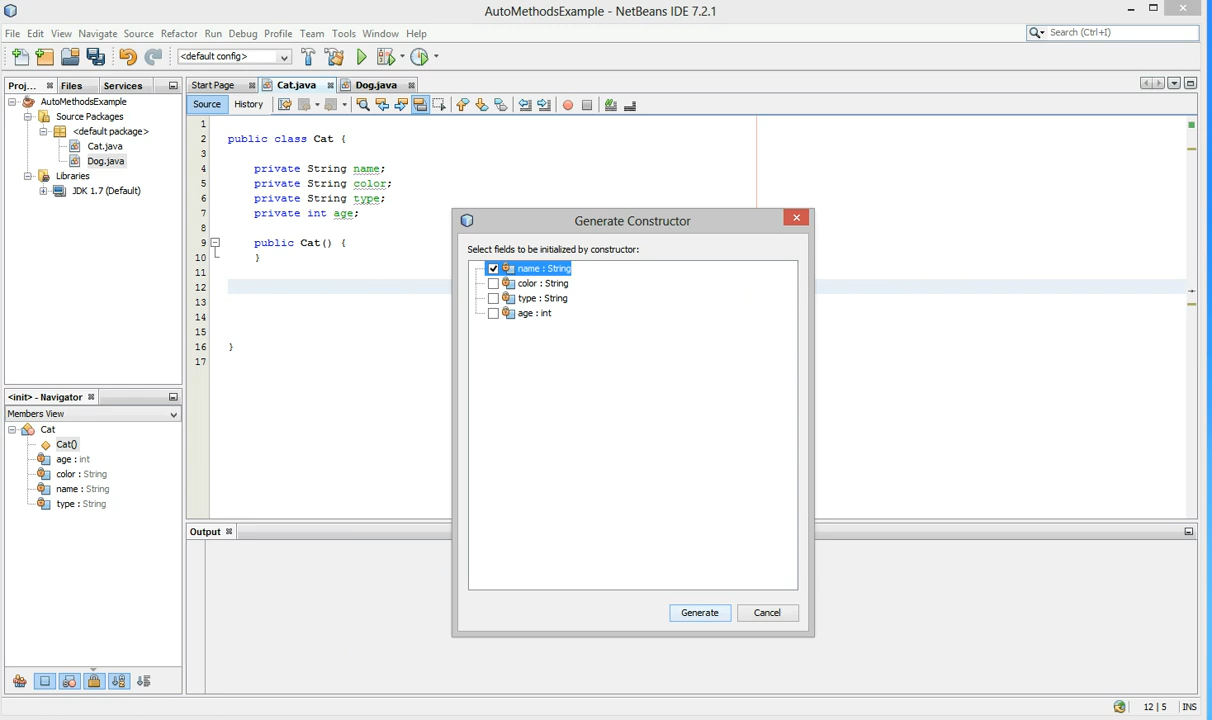 AutoMethodsExample - NetBeans IDE 7.2.1
File Edit View Navigate Source Refactor Run Debug Profile Team Tools Window Help
Search (Ctrl+I)
<default config>
Proj... Files Services
Start Page Cat.java Dog.java
AutoMethodsExample
Source Packages
<default package>
Cat.java
Dog.java
Libraries
JDK 1.7 (Default)
Source History
1
2 public class Cat {
3
4 private String name;
5 private String color;
6 private String type;
7 private int age;
8
9 public Cat() {
10 }
11
12
13
14
15
16 }
17
Generate Constructor
Select fields to be initialized by constructor:
name : String
color : String
type : String
age : int
Generate Cancel
<init> - Navigator
Members View
Cat
Cat()
age : int
color : String
name : String
type : String
Output
12 | 5 INS